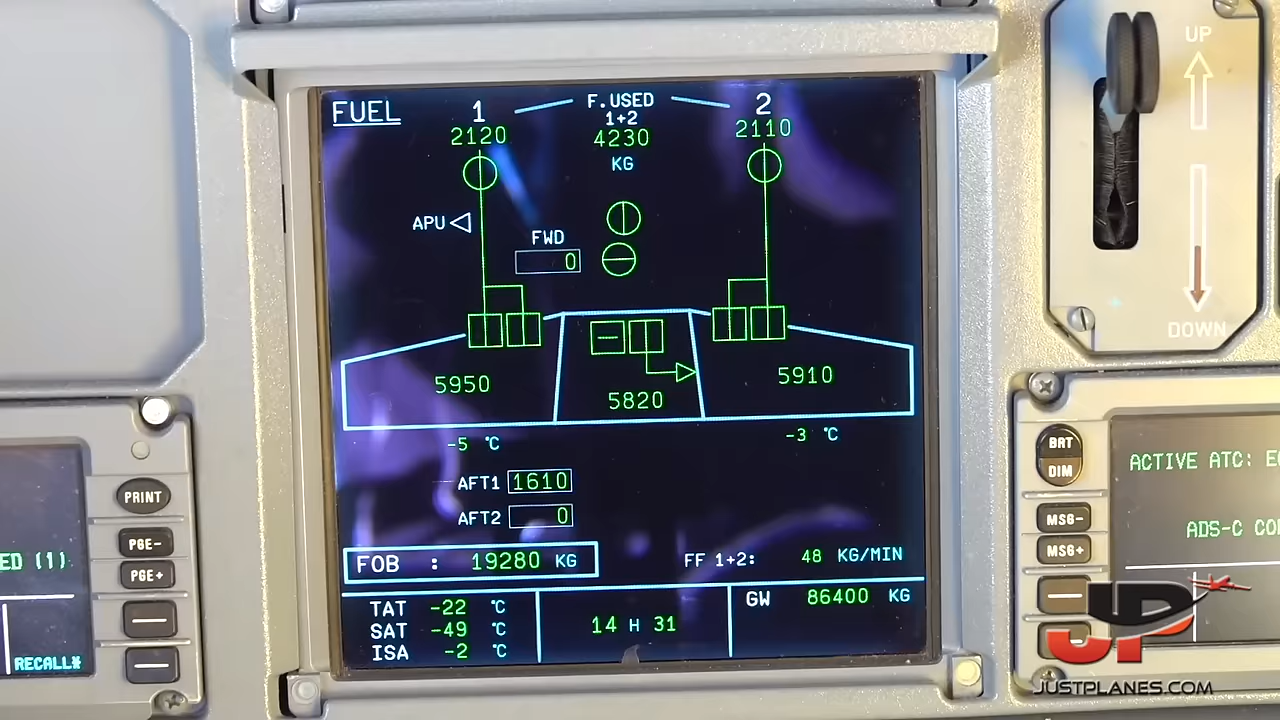 FUEL
1
F.USED
1+2
2
2120
4230
2110
KG
APU
FWD
0
5950
5820
5910
-5 °C
-3 °C
AFT1 1610
AFT2 0
FOB : 19280 KG
FF 1+2: 48 KG/MIN
TAT -22 °C
SAT -49 °C
ISA -2 °C
14 H 31
GW 86400 KG
UP
DOWN
PRINT
PGE-
PGE+
ED (1)
RECALL*
BRT
DIM
MSG-
MSG+
ACTIVE ATC: E
ADS-C CO
JP
JUSTPLANES.COM